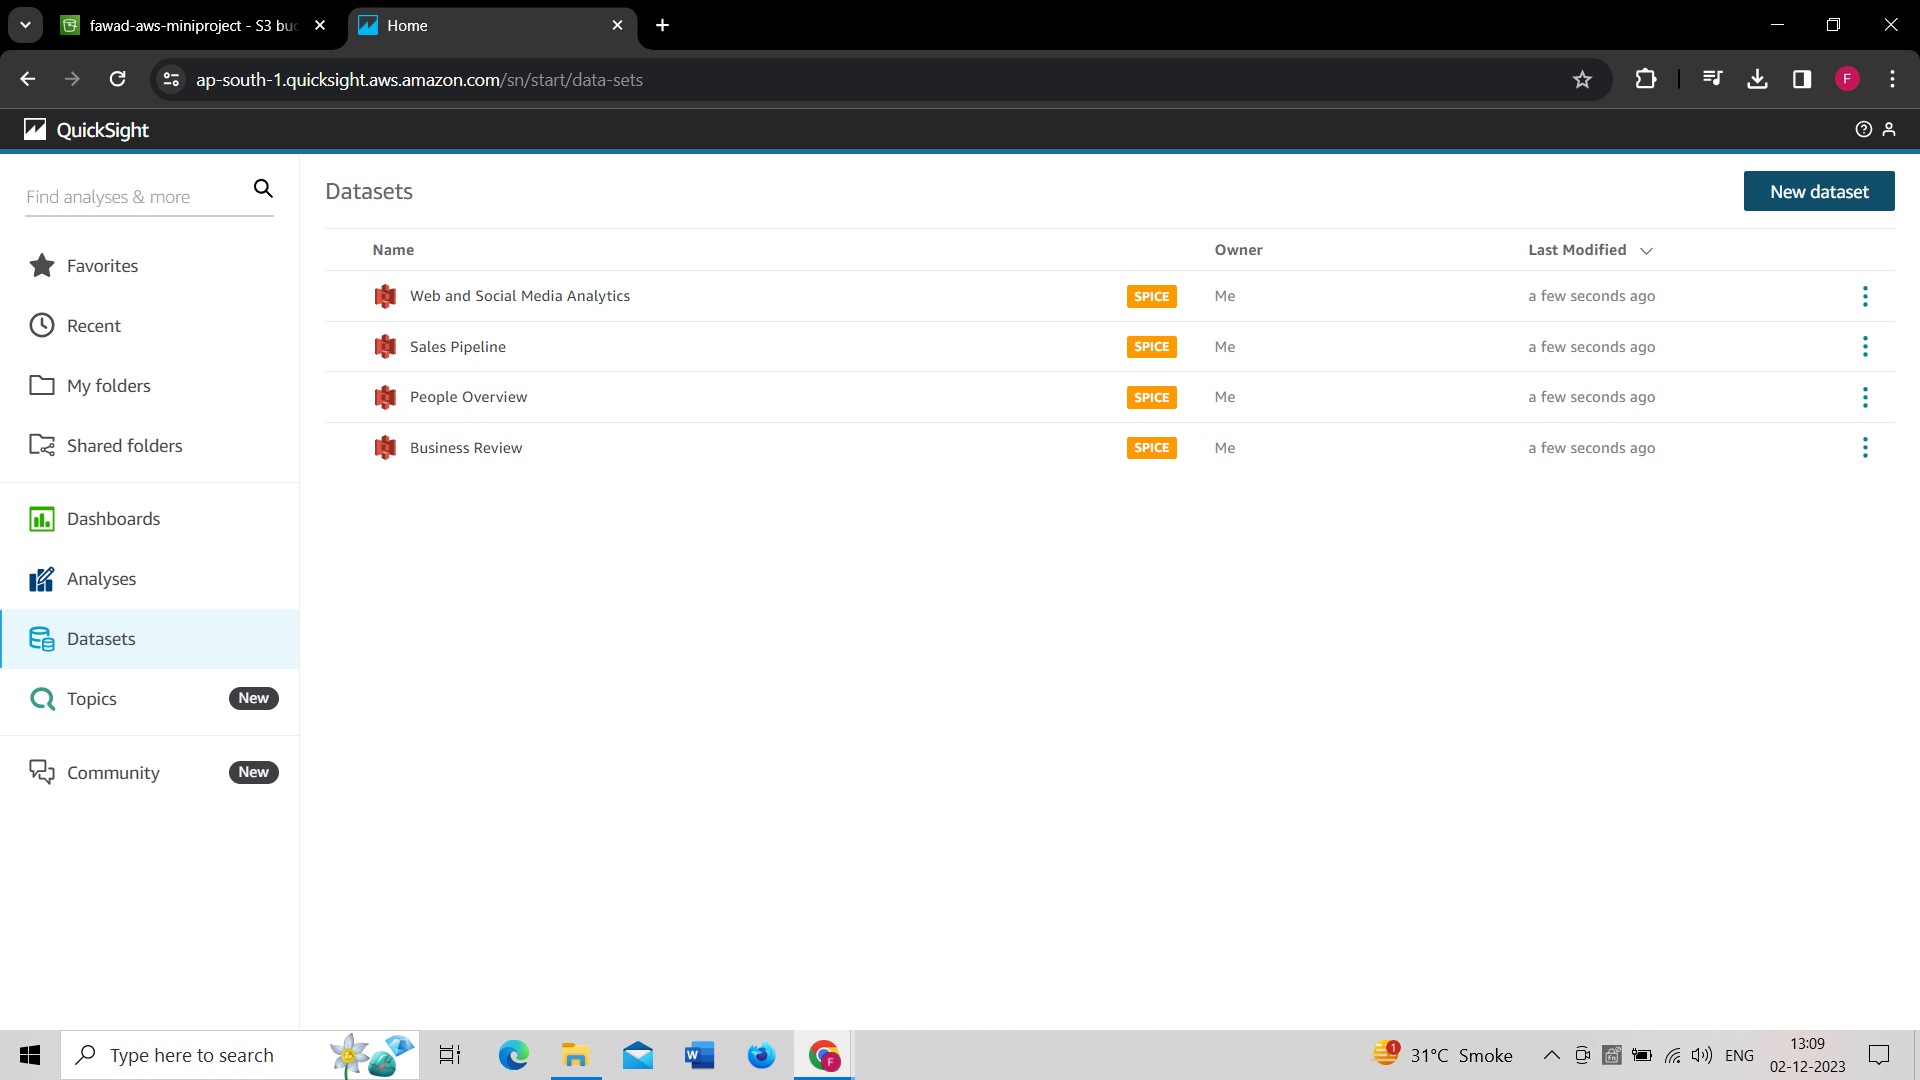 fawad-aws-miniproject - S3 buc
Home
ap-south-1.quicksight.aws.amazon.com/sn/start/data-sets
F
QuickSight
Find analyses & more
Favorites
Recent
My folders
Shared folders
Dashboards
Analyses
Datasets
Topics New
Community New
Datasets
New dataset
Name Owner Last Modified
Web and Social Media Analytics SPICE Me a few seconds ago
Sales Pipeline SPICE Me a few seconds ago
People Overview SPICE Me a few seconds ago
Business Review SPICE Me a few seconds ago
Type here to search
W
F
1
31°C Smoke
ENG
13:09
02-12-2023